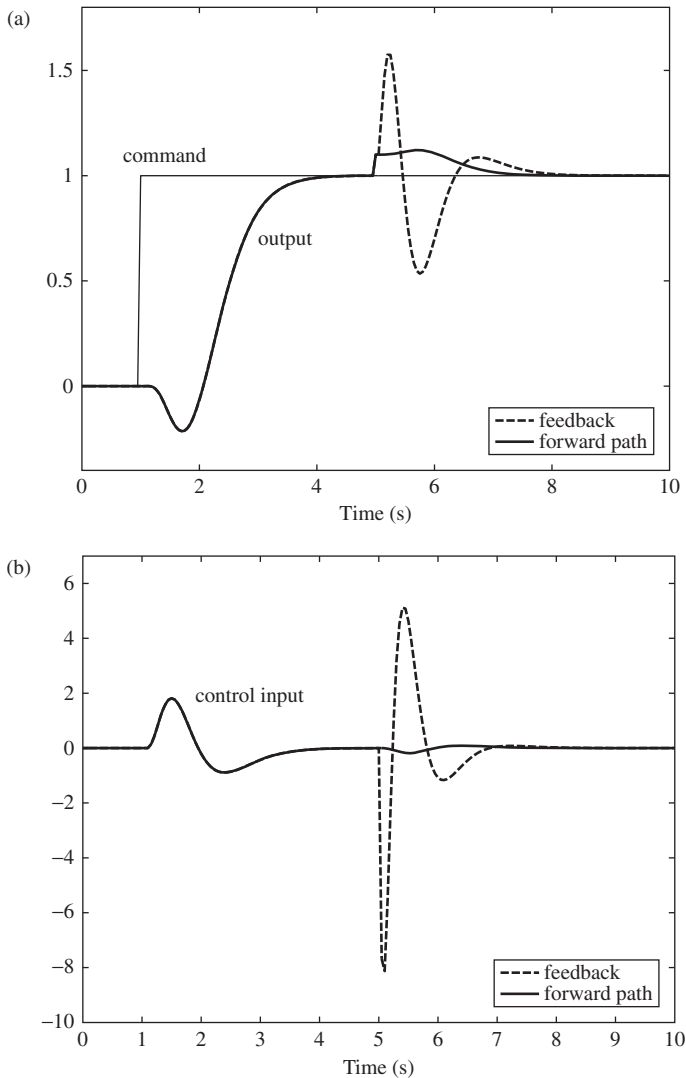 (a)
1.5
command
1
output
0.5
0
feedback
forward path
0 2 4 6 8 10
Time (s)
(b)
6
4
control input
2
0
−2
−4
−6
−8
feedback
forward path
−10
0 1 2 3 4 5 6 7 8 9 10
Time (s)